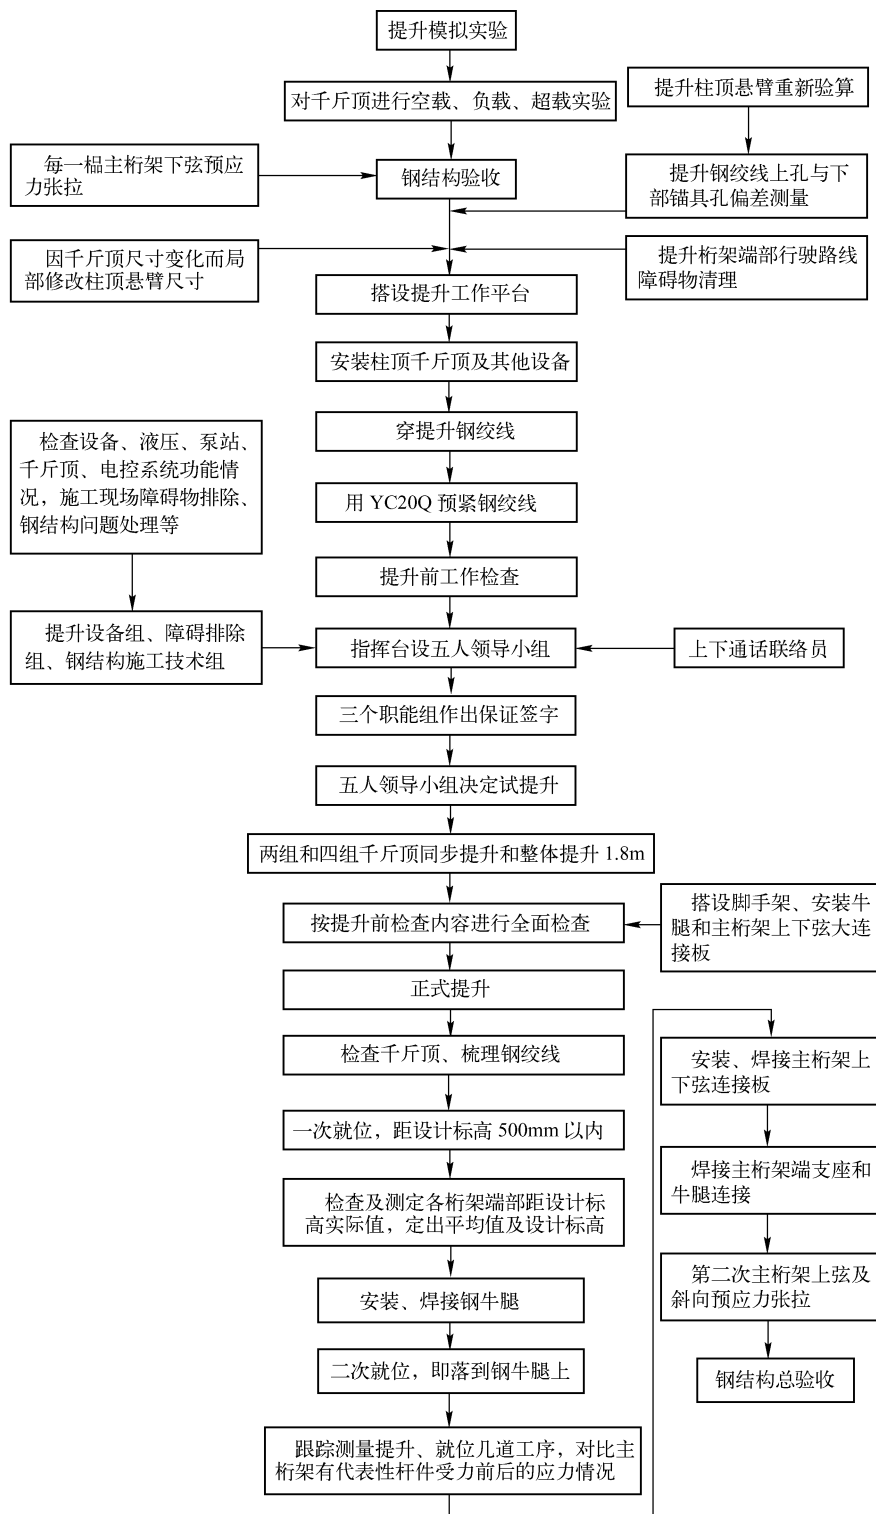 提升模拟实验
对千斤顶进行空载、负载、超载实验
提升柱顶悬臂重新验算
每一榀主桁架下弦预应
力张拉
钢结构验收
提升钢绞线上孔与下
部锚具孔偏差测量
因千斤顶尺寸变化而局
部修改柱顶悬臂尺寸
提升桁架端部行驶路线
障碍物清理
搭设提升工作平台
安装柱顶千斤顶及其他设备
穿提升钢绞线
检查设备、液压、泵站、
千斤顶、电控系统功能情
况，施工现场障碍物排除、
钢结构问题处理等
用 YC20Q 预紧钢绞线
提升前工作检查
提升设备组、障碍排除
组、钢结构施工技术组
指挥台设五人领导小组
上下通话联络员
三个职能组作出保证签字
五人领导小组决定试提升
两组和四组千斤顶同步提升和整体提升 1.8m
按提升前检查内容进行全面检查
搭设脚手架、安装牛
腿和主桁架上下弦大连
接板
正式提升
检查千斤顶、梳理钢绞线
一次就位，距设计标高 500mm 以内
检查及测定各桁架端部距设计标
高实际值，定出平均值及设计标高
安装、焊接钢牛腿
二次就位，即落到钢牛腿上
跟踪测量提升、就位几道工序，对比主
桁架有代表性杆件受力前后的应力情况
安装、焊接主桁架上
下弦连接板
焊接主桁架端支座和
牛腿连接
第二次主桁架上弦及
斜向预应力张拉
钢结构总验收